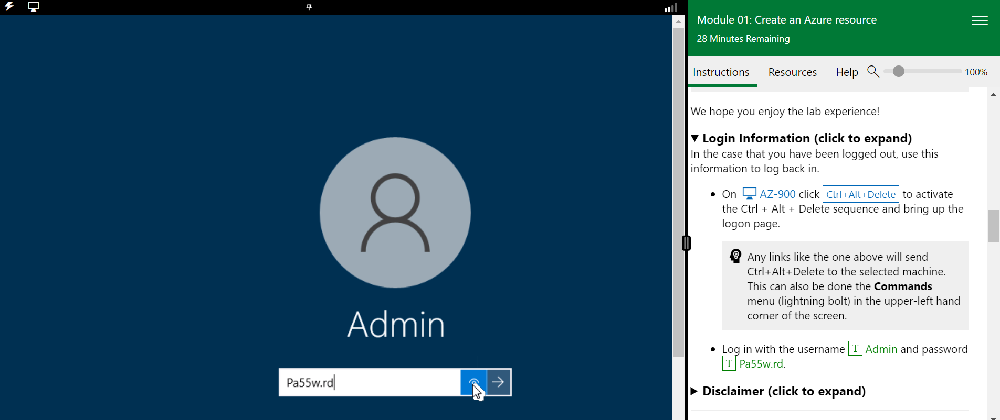 Admin
Pa55w.rd
Module 01: Create an Azure resource
28 Minutes Remaining
Instructions Resources Help 100%
We hope you enjoy the lab experience!
▼ Login Information (click to expand)
In the case that you have been logged out, use this
information to log back in.
• On AZ-900 click Ctrl+Alt+Delete to activate
the Ctrl + Alt + Delete sequence and bring up the
logon page.
Any links like the one above will send
Ctrl+Alt+Delete to the selected machine.
This can also be done the Commands
menu (lightning bolt) in the upper-left hand
corner of the screen.
• Log in with the username T Admin and password
T Pa55w.rd.
▶ Disclaimer (click to expand)